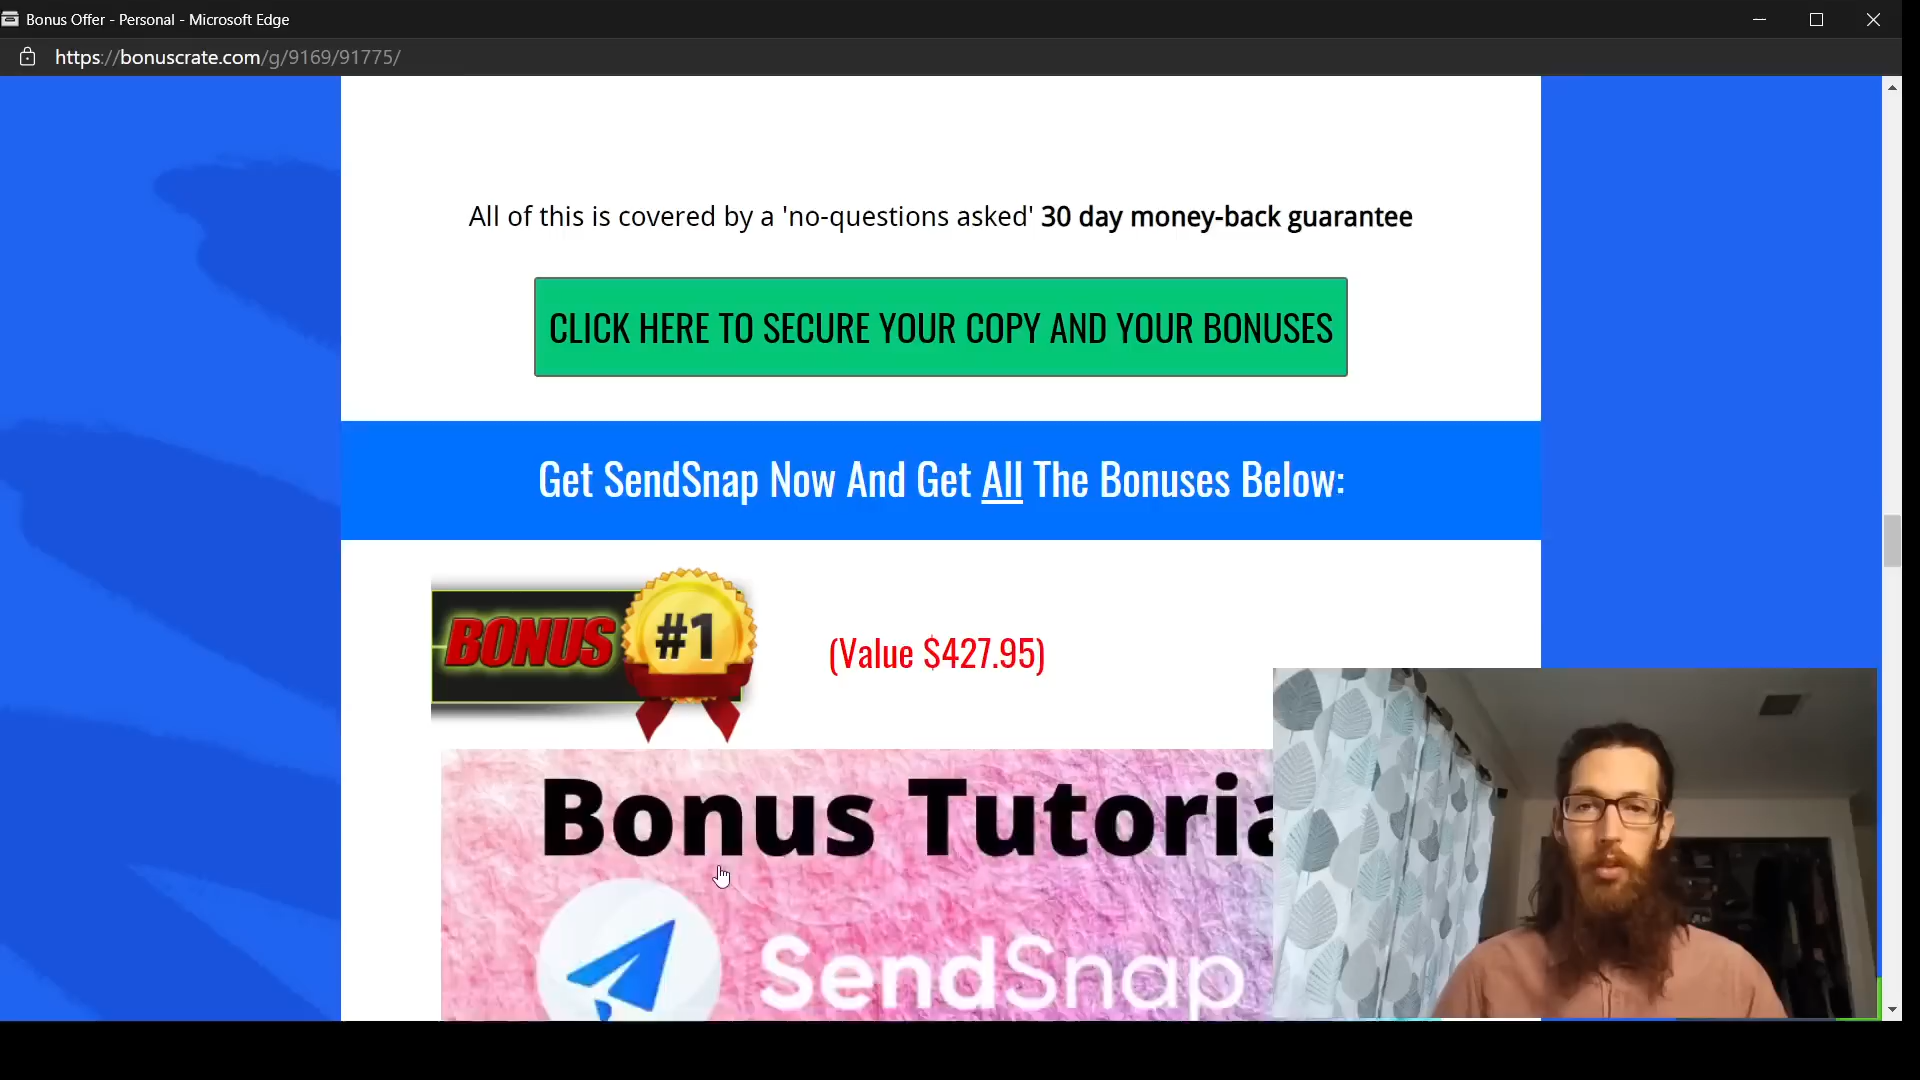 Bonus Offer - Personal - Microsoft Edge
https://bonuscrate.com/g/9169/91775/
All of this is covered by a 'no-questions asked' 30 day money-back guarantee
CLICK HERE TO SECURE YOUR COPY AND YOUR BONUSES
Get SendSnap Now And Get All The Bonuses Below:
BONUS #1
(Value $427.95)
Bonus Tutoria
SendSnap